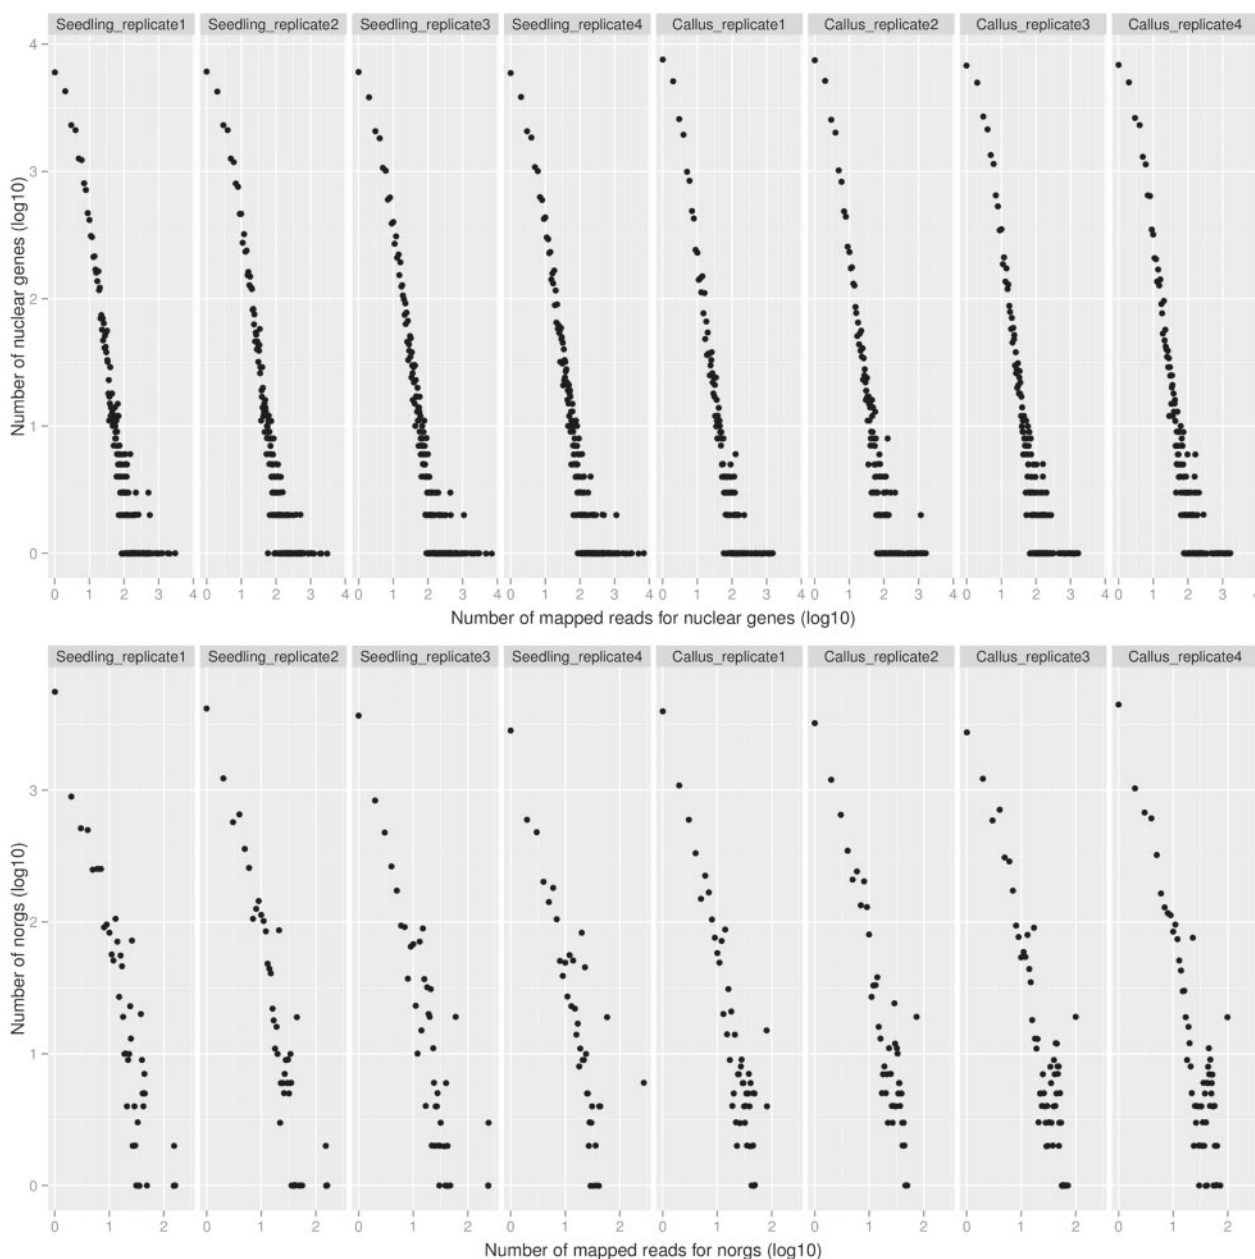 Seedling_replicate1 Seedling_replicate2 Seedling_replicate3 Seedling_replicate4 Callus_replicate1 Callus_replicate2 Callus_replicate3 Callus_replicate4
4
3
2
1
0
Number of nuclear genes (log10)
0 1 2 3 4 0 1 2 3 4 0 1 2 3 4 0 1 2 3 4 0 1 2 3 4 0 1 2 3 4 0 1 2 3 4 0 1 2 3 4
Number of mapped reads for nuclear genes (log10)
Seedling_replicate1 Seedling_replicate2 Seedling_replicate3 Seedling_replicate4 Callus_replicate1 Callus_replicate2 Callus_replicate3 Callus_replicate4
3
2
1
0
Number of norgs (log10)
0 1 2 0 1 2 0 1 2 0 1 2 0 1 2 0 1 2 0 1 2 0 1 2
Number of mapped reads for norgs (log10)